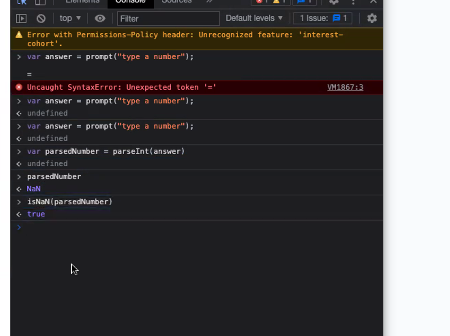 Elements Console Sources
top Filter Default levels 1 Issue: 1
Error with Permissions-Policy header: Unrecognized feature: 'interest-
cohort'.
> var answer = prompt("type a number");
=
Uncaught SyntaxError: Unexpected token '=' VM1867:3
> var answer = prompt("type a number");
< undefined
> var answer = prompt("type a number");
< undefined
> var parsedNumber = parseInt(answer)
< undefined
> parsedNumber
< NaN
> isNaN(parsedNumber)
< true
>